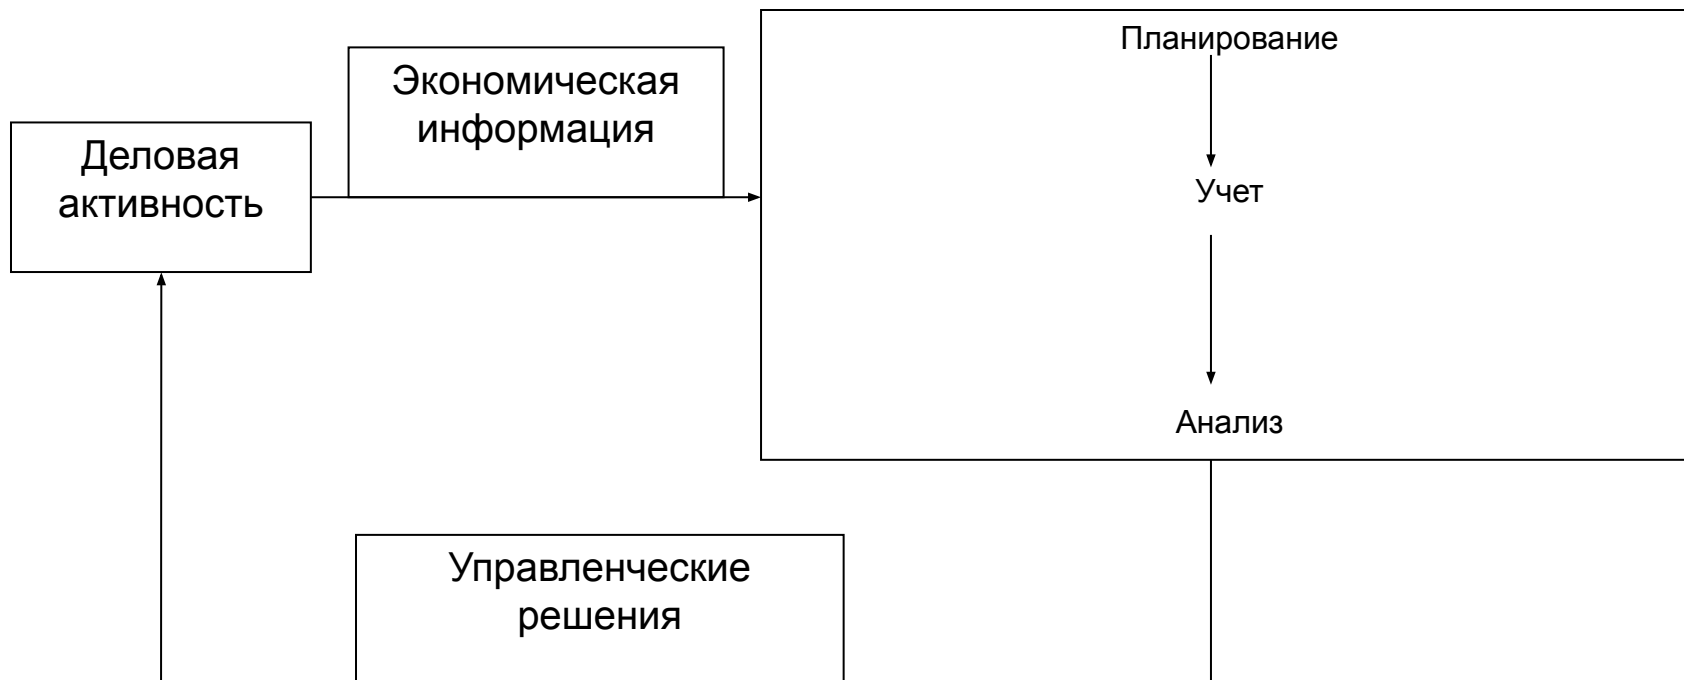 Планирование
Экономическая
информация
Деловая
активность
Учет
Анализ
Управленческие
решения